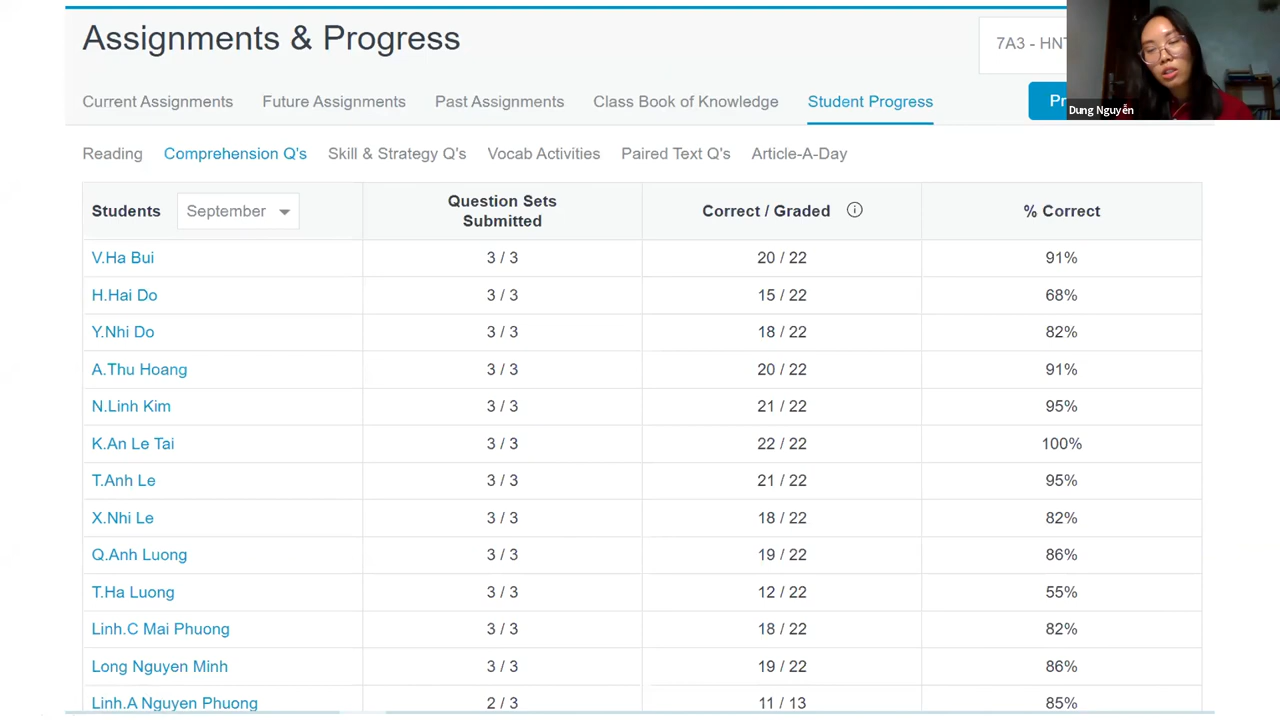 Assignments & Progress
7A3 - HNT
Current Assignments Future Assignments Past Assignments Class Book of Knowledge Student Progress
Pr
Dung Nguyễn
Reading Comprehension Q's Skill & Strategy Q's Vocab Activities Paired Text Q's Article-A-Day
Students September Question Sets Submitted Correct / Graded % Correct
V.Ha Bui 3 / 3 20 / 22 91%
H.Hai Do 3 / 3 15 / 22 68%
Y.Nhi Do 3 / 3 18 / 22 82%
A.Thu Hoang 3 / 3 20 / 22 91%
N.Linh Kim 3 / 3 21 / 22 95%
K.An Le Tai 3 / 3 22 / 22 100%
T.Anh Le 3 / 3 21 / 22 95%
X.Nhi Le 3 / 3 18 / 22 82%
Q.Anh Luong 3 / 3 19 / 22 86%
T.Ha Luong 3 / 3 12 / 22 55%
Linh.C Mai Phuong 3 / 3 18 / 22 82%
Long Nguyen Minh 3 / 3 19 / 22 86%
Linh.A Nguyen Phuong 2 / 3 11 / 13 85%